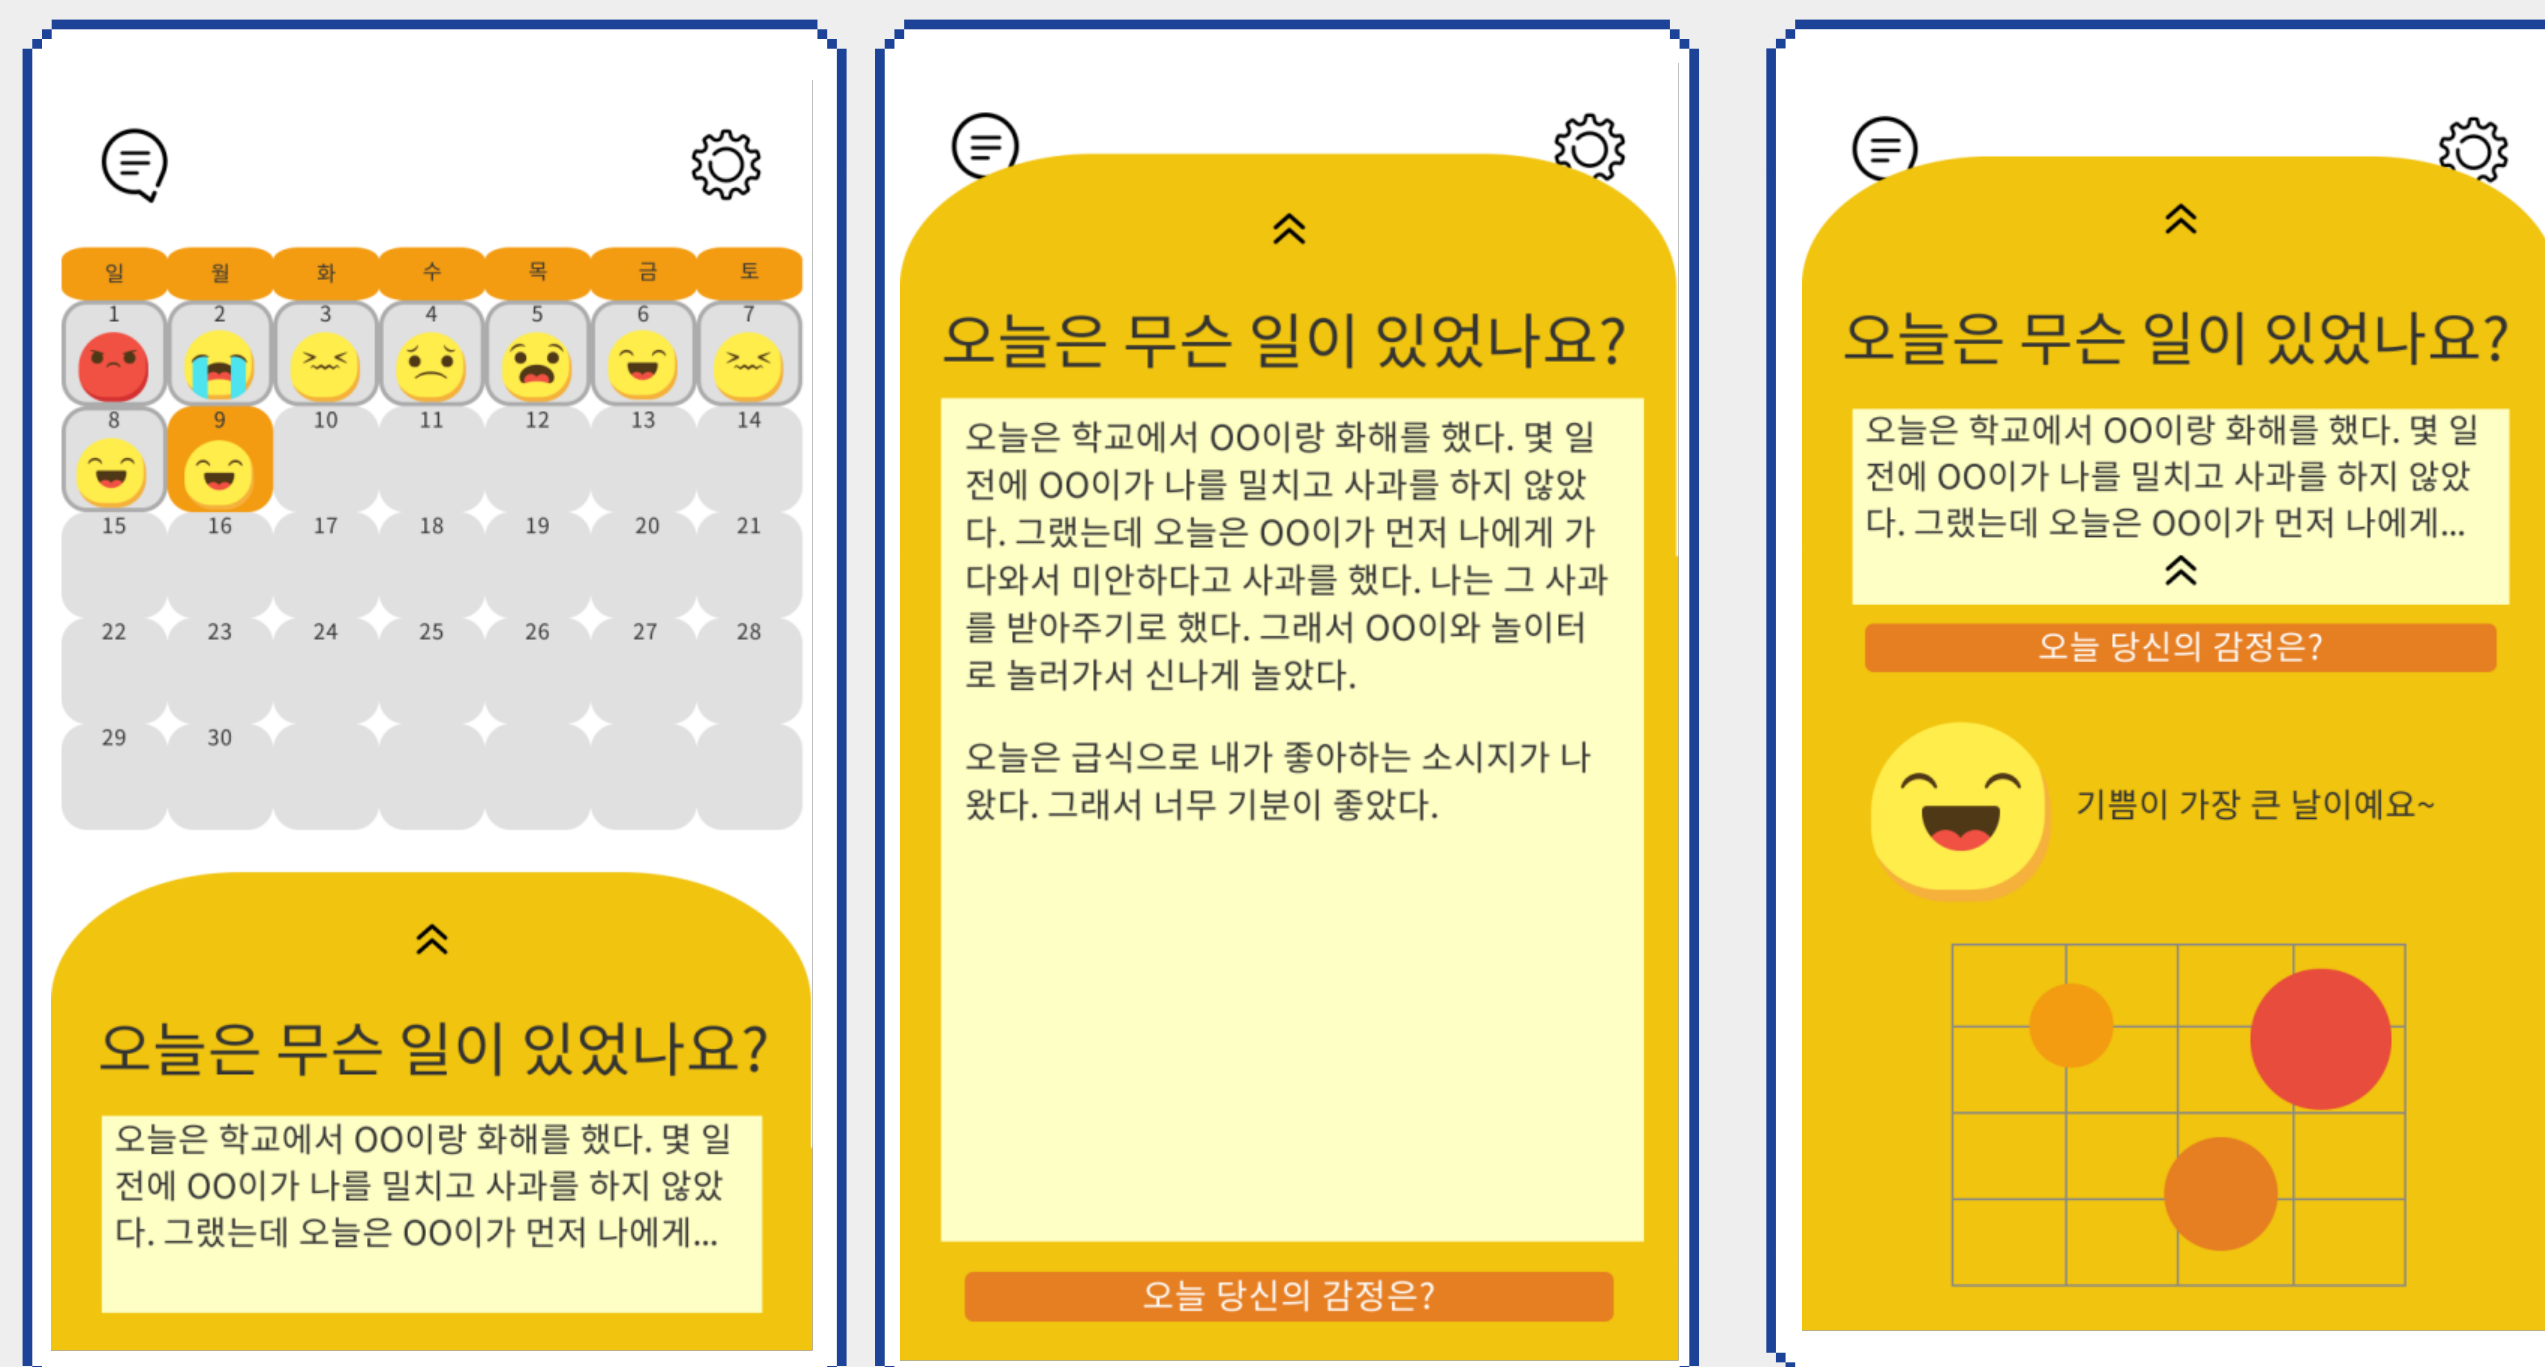 일 월 화 수 목 금 토
1 2 3 4 5 6 7
8 9 10 11 12 13 14
15 16 17 18 19 20 21
22 23 24 25 26 27 28
29 30
오늘은 무슨 일이 있었나요?
오늘은 학교에서 OO이랑 화해를 했다. 몇 일
전에 OO이가 나를 밀치고 사과를 하지 않았
다. 그랬는데 오늘은 OO이가 먼저 나에게...
오늘은 무슨 일이 있었나요?
오늘은 학교에서 OO이랑 화해를 했다. 몇 일
전에 OO이가 나를 밀치고 사과를 하지 않았
다. 그랬는데 오늘은 OO이가 먼저 나에게 가
다와서 미안하다고 사과를 했다. 나는 그 사과
를 받아주기로 했다. 그래서 OO이와 놀이터
로 놀러가서 신나게 놀았다.
오늘은 급식으로 내가 좋아하는 소시지가 나
왔다. 그래서 너무 기분이 좋았다.
오늘 당신의 감정은?
오늘은 무슨 일이 있었나요?
오늘은 학교에서 OO이랑 화해를 했다. 몇 일
전에 OO이가 나를 밀치고 사과를 하지 않았
다. 그랬는데 오늘은 OO이가 먼저 나에게...
오늘 당신의 감정은?
기쁨이 가장 큰 날이예요~